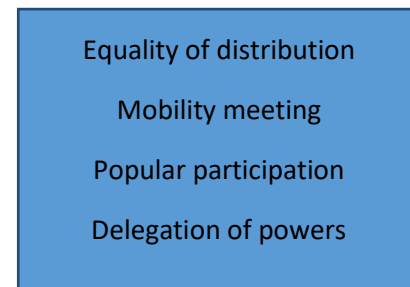 Equality of distribution
Mobility meeting
Popular participation
Delegation of powers